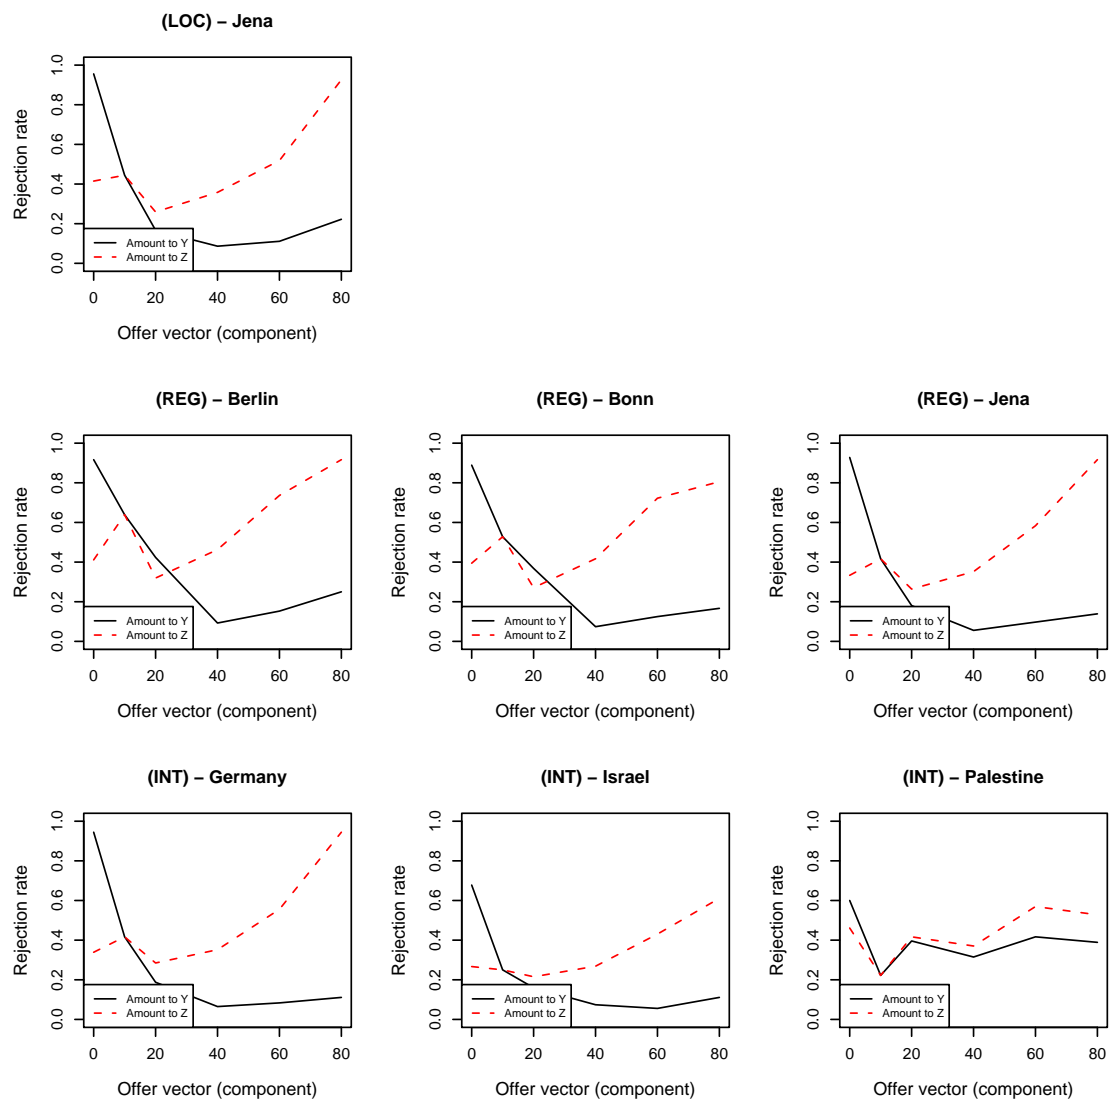 (LOC) – Jena
Rejection rate
1.0
0.8
0.6
0.4
0.2
0.0
Amount to Y
Amount to Z
0 20 40 60 80
Offer vector (component)
(REG) – Berlin
Rejection rate
1.0
0.8
0.6
0.4
0.2
0.0
Amount to Y
Amount to Z
0 20 40 60 80
Offer vector (component)
(REG) – Bonn
Rejection rate
1.0
0.8
0.6
0.4
0.2
0.0
Amount to Y
Amount to Z
0 20 40 60 80
Offer vector (component)
(REG) – Jena
Rejection rate
1.0
0.8
0.6
0.4
0.2
0.0
Amount to Y
Amount to Z
0 20 40 60 80
Offer vector (component)
(INT) – Germany
Rejection rate
1.0
0.8
0.6
0.4
0.2
0.0
Amount to Y
Amount to Z
0 20 40 60 80
Offer vector (component)
(INT) – Israel
Rejection rate
1.0
0.8
0.6
0.4
0.2
0.0
Amount to Y
Amount to Z
0 20 40 60 80
Offer vector (component)
(INT) – Palestine
Rejection rate
1.0
0.8
0.6
0.4
0.2
0.0
Amount to Y
Amount to Z
0 20 40 60 80
Offer vector (component)